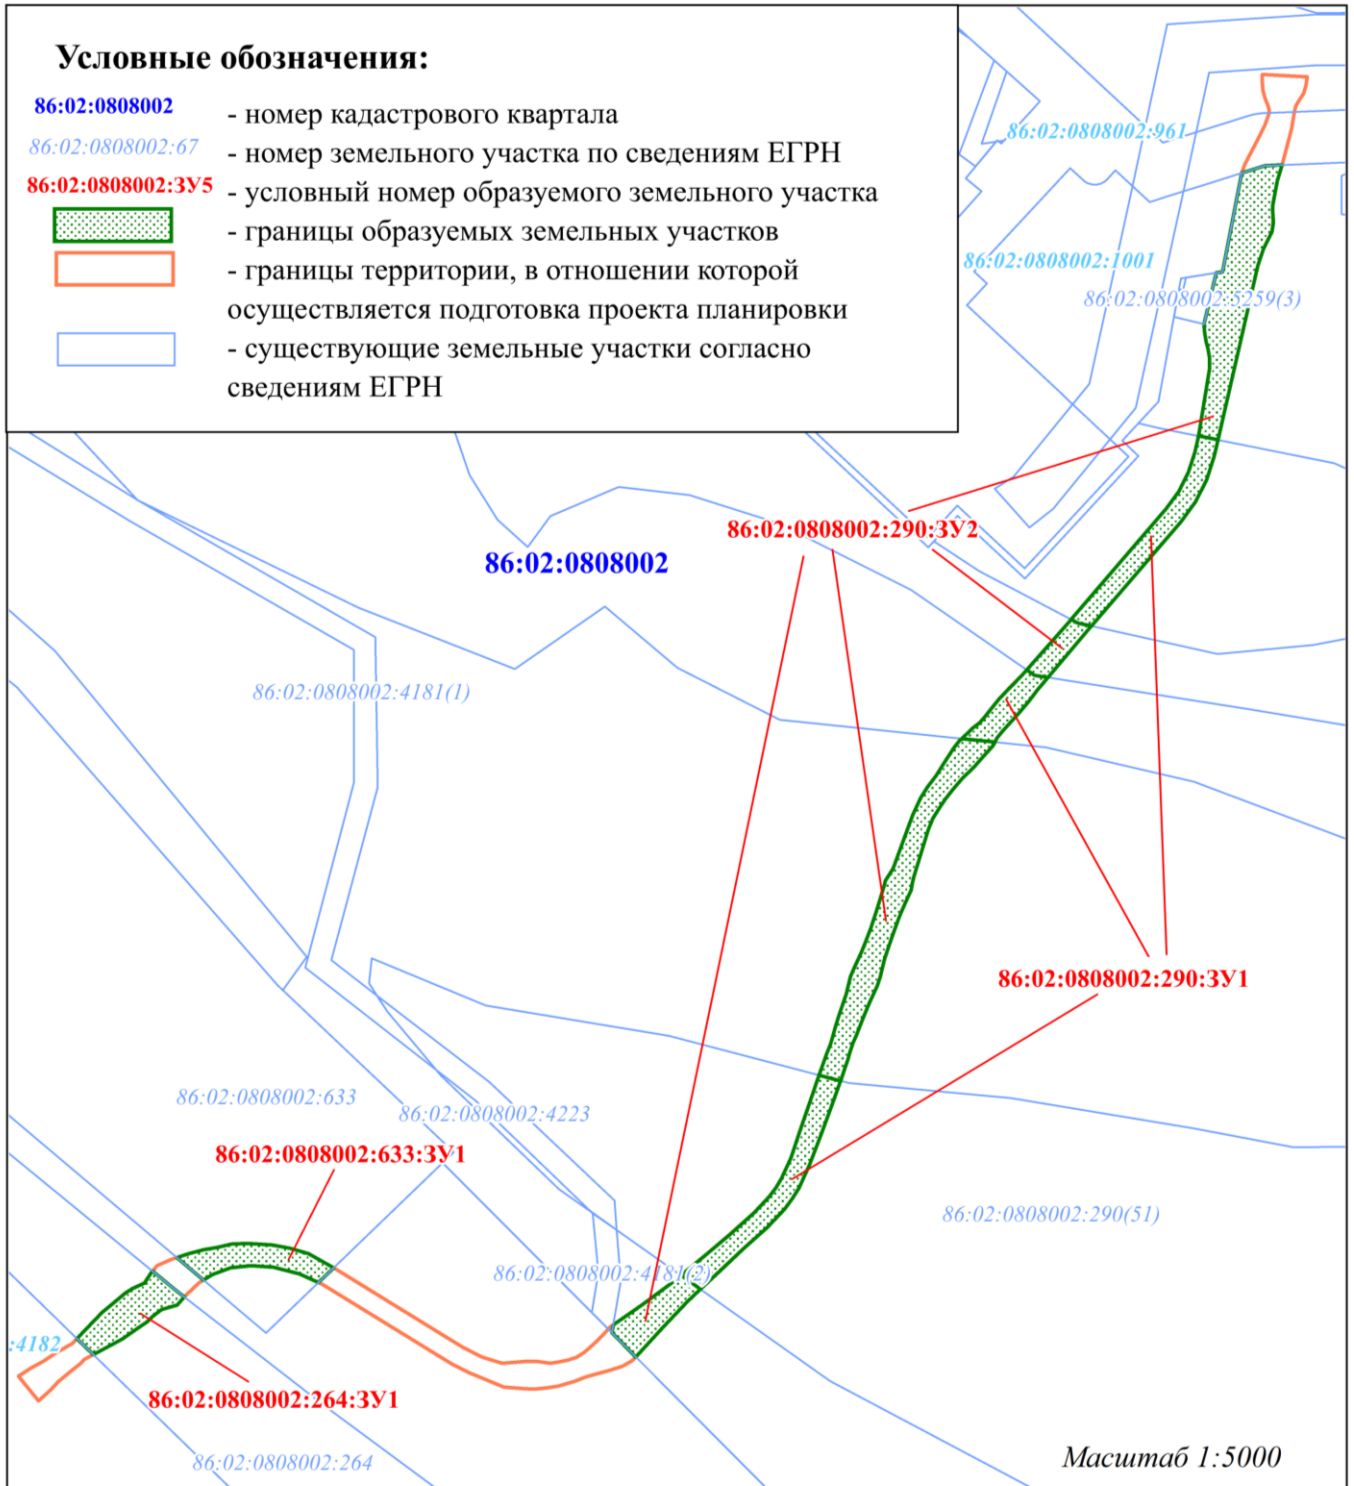 Условные обозначения:
86:02:0808002 - номер кадастрового квартала
86:02:0808002:67 - номер земельного участка по сведениям ЕГРН
86:02:0808002:ЗУ5 - условный номер образуемого земельного участка
- границы образуемых земельных участков
- границы территории, в отношении которой
осуществляется подготовка проекта планировки
- существующие земельные участки согласно
сведениям ЕГРН
86:02:0808002:961
86:02:0808002:1001
86:02:0808002:5259(3)
86:02:0808002:290:ЗУ2
86:02:0808002
86:02:0808002:4181(1)
86:02:0808002:290:ЗУ1
86:02:0808002:633
86:02:0808002:4223
86:02:0808002:633:ЗУ1
86:02:0808002:290(51)
86:02:0808002:4181(2)
:4182
86:02:0808002:264:ЗУ1
86:02:0808002:264
Масштаб 1:5000